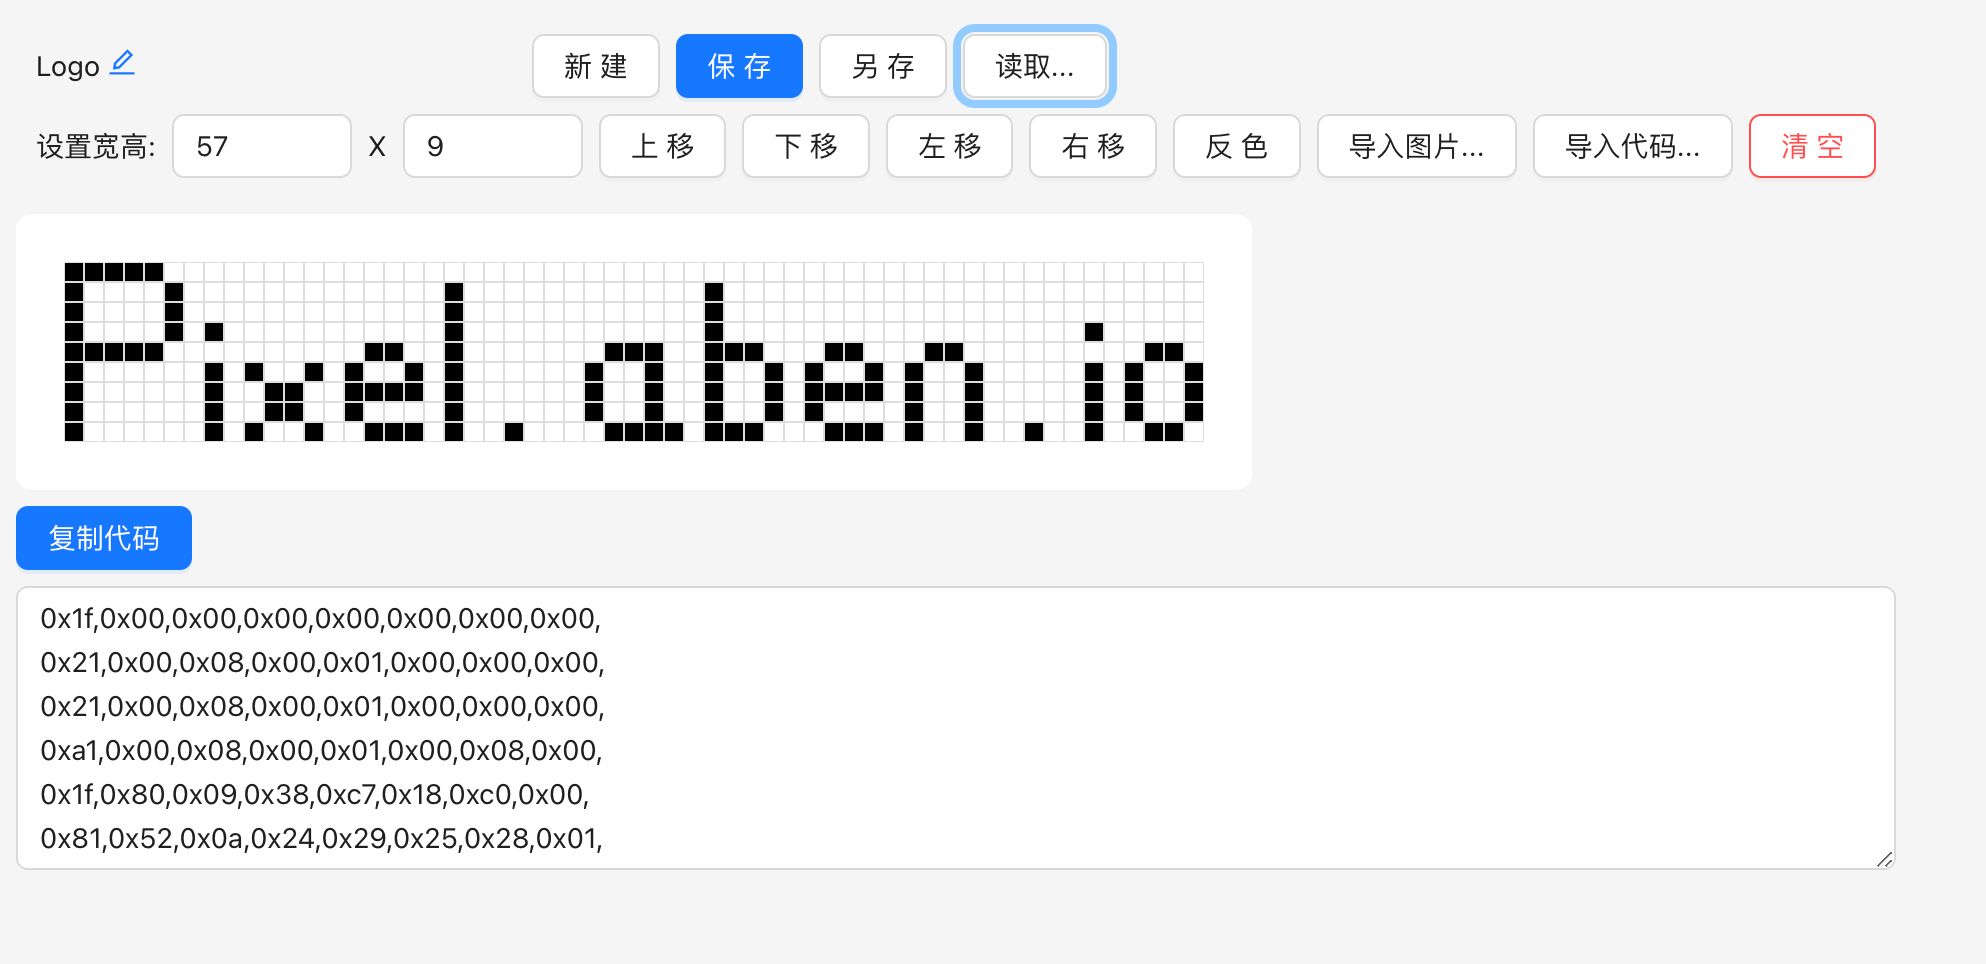 Logo 新 建 保 存 另 存 读取...
设置宽高: 57 X 9 上 移 下 移 左 移 右 移 反 色 导入图片... 导入代码... 清 空
Pixel.aben.io
复制代码
0x1f,0x00,0x00,0x00,0x00,0x00,0x00,0x00,
0x21,0x00,0x08,0x00,0x01,0x00,0x00,0x00,
0x21,0x00,0x08,0x00,0x01,0x00,0x00,0x00,
0xa1,0x00,0x08,0x00,0x01,0x00,0x08,0x00,
0x1f,0x80,0x09,0x38,0xc7,0x18,0xc0,0x00,
0x81,0x52,0x0a,0x24,0x29,0x25,0x28,0x01,